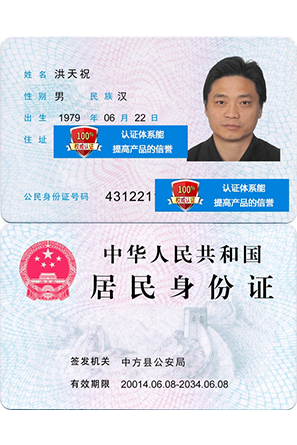 姓名 洪天祝
性别 男 民族 汉
出生 1979 年 06 月 22 日
住址
100%
权威认证
认证体系能
提高产品的信誉
公民身份证号码 431221
100%
权威认证
认证体系能
提高产品的信誉
中华人民共和国
居民身份证
签发机关 中方县公安局
有效期限 20014.06.08-2034.06.08